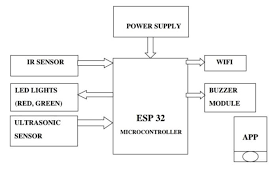 POWER SUPPLY
IR SENSOR
WIFI
LED LIGHTS
(RED, GREEN)
ESP 32
MICROCONTROLLER
BUZZER
MODULE
ULTRASONIC
SENSOR
APP